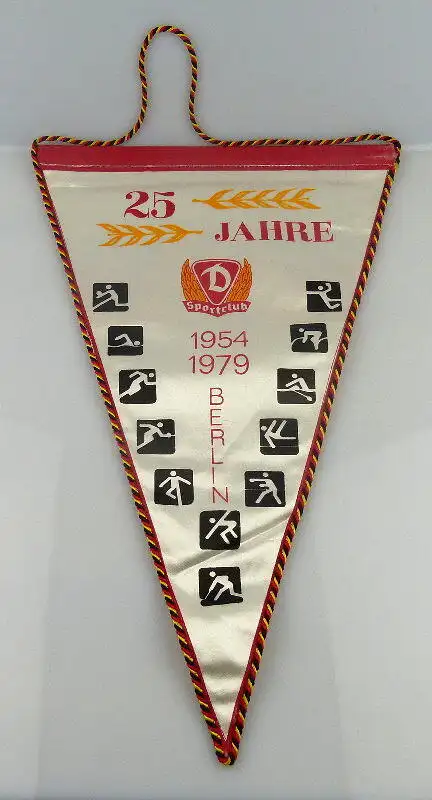 25
JAHRE
D
Sportclub
1954
1979
BERLIN